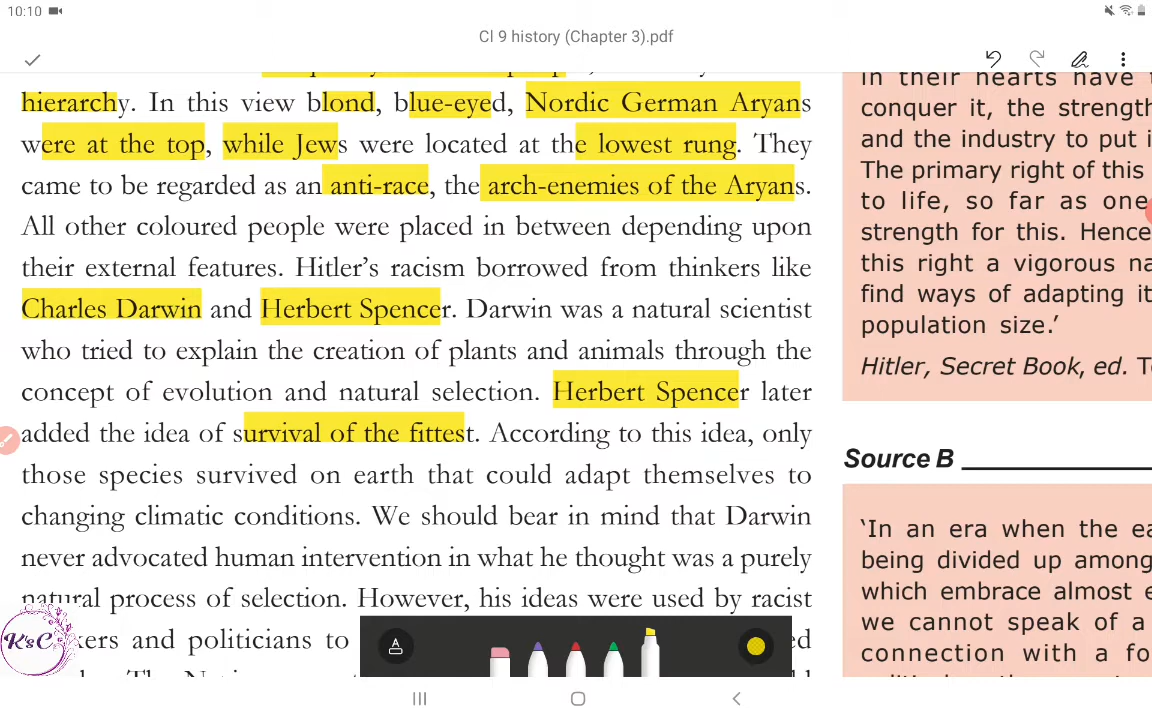 10:10
Cl 9 history (Chapter 3).pdf
hierarchy. In this view blond, blue-eyed, Nordic German Aryans
were at the top, while Jews were located at the lowest rung. They
came to be regarded as an anti-race, the arch-enemies of the Aryans.
All other coloured people were placed in between depending upon
their external features. Hitler’s racism borrowed from thinkers like
Charles Darwin and Herbert Spencer. Darwin was a natural scientist
who tried to explain the creation of plants and animals through the
concept of evolution and natural selection. Herbert Spencer later
added the idea of survival of the fittest. According to this idea, only
those species survived on earth that could adapt themselves to
changing climatic conditions. We should bear in mind that Darwin
never advocated human intervention in what he thought was a purely
natural process of selection. However, his ideas were used by racist
and politicians to
K's C
in their hearts have
conquer it, the strength
and the industry to put i
The primary right of this
to life, so far as one
strength for this. Hence
this right a vigorous na
find ways of adapting it
population size.’
Hitler, Secret Book, ed.
Source B
‘In an era when the ea
being divided up among
which embrace almost e
we cannot speak of a
connection with a fo